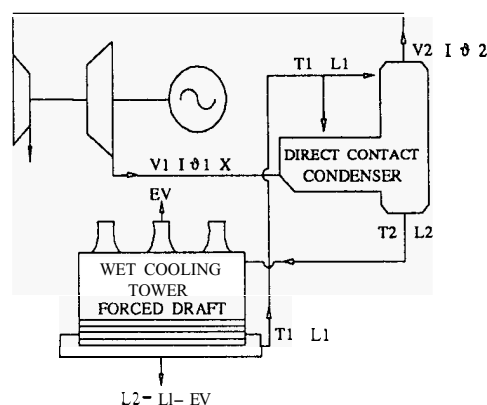 V2 I ϑ 2
T1 L1
DIRECT CONTACT
CONDENSER
V1 I ϑ1 X
EV
T2 L2
WET COOLING
TOWER
FORCED DRAFT
T1 L1
L2– L1– EV